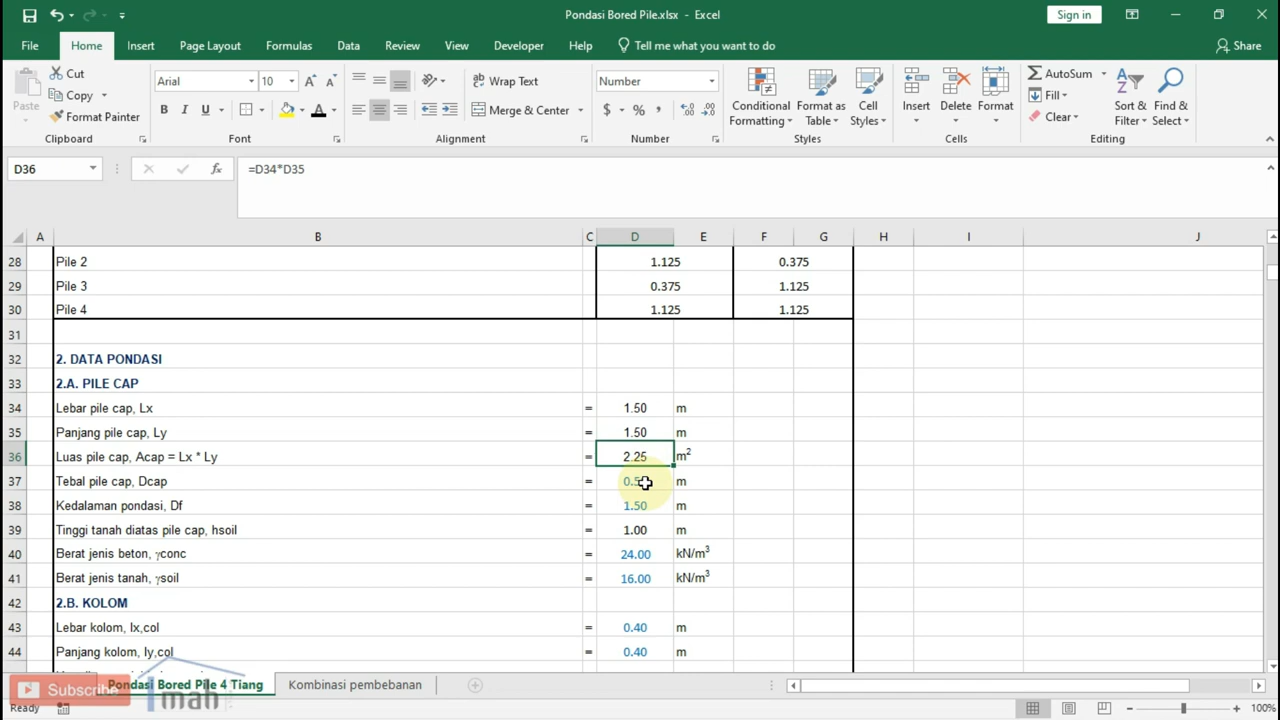 Pondasi Bored Pile.xlsx - Excel
Sign in
File Home Insert Page Layout Formulas Data Review View Developer Help Tell me what you want to do Share
Paste
Cut
Copy
Format Painter
Clipboard
Arial 10
B I U
Font
Wrap Text
Merge & Center
Alignment
Number
$ % ,
Number
Conditional Formatting
Format as Table
Cell Styles
Styles
Insert
Delete
Format
Cells
AutoSum
Fill
Clear
Sort & Filter
Find & Select
Editing
D36 fx =D34*D35
A B C D E F G H I J
28 Pile 2 1.125 0.375
29 Pile 3 0.375 1.125
30 Pile 4 1.125 1.125
31
32 2. DATA PONDASI
33 2.A. PILE CAP
34 Lebar pile cap, Lx = 1.50 m
35 Panjang pile cap, Ly = 1.50 m
36 Luas pile cap, Acap = Lx * Ly = 2.25 m²
37 Tebal pile cap, Dcap = m
38 Kedalaman pondasi, Df = 1.50 m
39 Tinggi tanah diatas pile cap, hsoil = 1.00 m
40 Berat jenis beton, γconc = 24.00 kN/m³
41 Berat jenis tanah, γsoil = 16.00 kN/m³
42 2.B. KOLOM
43 Lebar kolom, lx,col = 0.40 m
44 Panjang kolom, ly,col = 0.40 m
Subscribe
Imah
Pondasi Bored Pile 4 Tiang Kombinasi pembebanan
Ready 100%